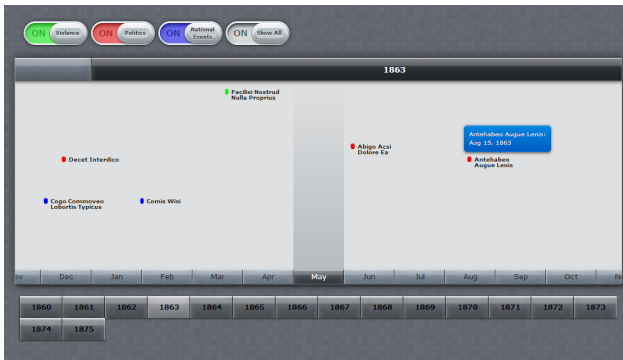 ON Violence ON Politics ON National Events ON Show All
1863
Facilisi Nostrud
Nulla Proprius
Antehabeo Augue Lenis:
Aug 15, 1863
Abigo Acsi
Dolore Ea
Decet Interdico
Antehabeo
Augue Lenis
Cogo Commoveo
Lobortis Typicus
Comis Wisi
ov Dec Jan Feb Mar Apr May Jun Jul Aug Sep Oct N
1860 1861 1862 1863 1864 1865 1866 1867 1868 1869 1870 1871 1872 1873
1874 1875